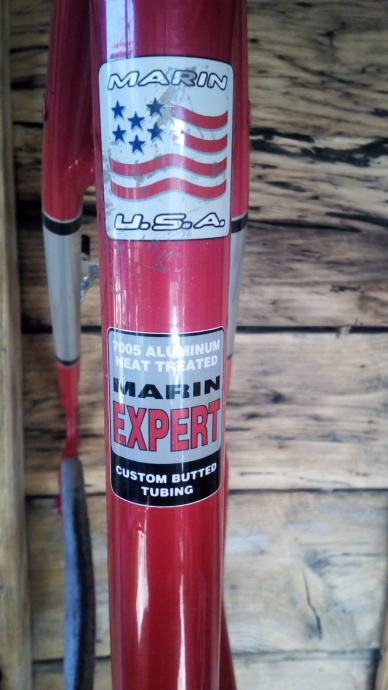 MARIN
U.S.A.
7005 ALUMINUM
HEAT TREATED
MARIN
EXPERT
CUSTOM BUTTED
TUBING